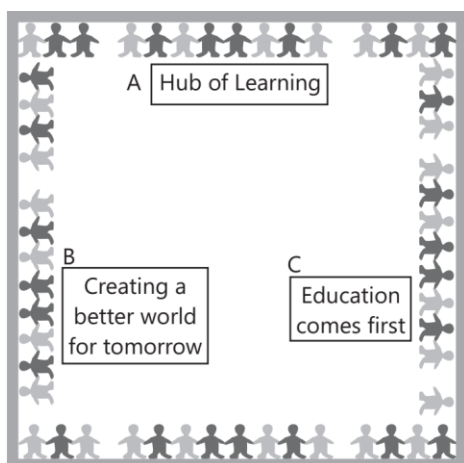 A Hub of Learning
B
Creating a
better world
for tomorrow
C
Education
comes first